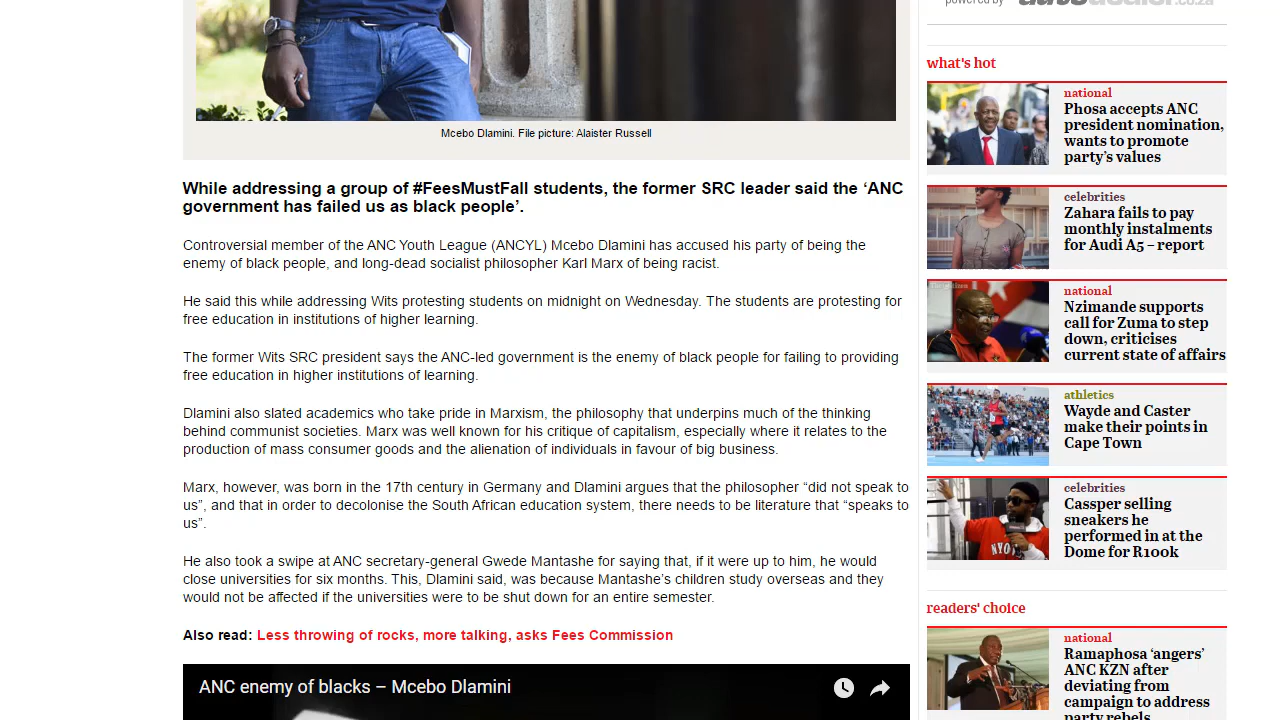 powered by
Mcebo Dlamini. File picture: Alaister Russell
While addressing a group of #FeesMustFall students, the former SRC leader said the ‘ANC
government has failed us as black people’.
Controversial member of the ANC Youth League (ANCYL) Mcebo Dlamini has accused his party of being the
enemy of black people, and long-dead socialist philosopher Karl Marx of being racist.
He said this while addressing Wits protesting students on midnight on Wednesday. The students are protesting for
free education in institutions of higher learning.
The former Wits SRC president says the ANC-led government is the enemy of black people for failing to providing
free education in higher institutions of learning.
Dlamini also slated academics who take pride in Marxism, the philosophy that underpins much of the thinking
behind communist societies. Marx was well known for his critique of capitalism, especially where it relates to the
production of mass consumer goods and the alienation of individuals in favour of big business.
Marx, however, was born in the 17th century in Germany and Dlamini argues that the philosopher “did not speak to
us”, and that in order to decolonise the South African education system, there needs to be literature that “speaks to
us”.
He also took a swipe at ANC secretary-general Gwede Mantashe for saying that, if it were up to him, he would
close universities for six months. This, Dlamini said, was because Mantashe’s children study overseas and they
would not be affected if the universities were to be shut down for an entire semester.
Also read: Less throwing of rocks, more talking, asks Fees Commission
ANC enemy of blacks – Mcebo Dlamini
what's hot
national
Phosa accepts ANC
president nomination,
wants to promote
party’s values
celebrities
Zahara fails to pay
monthly instalments
for Audi A5 – report
national
Nzimande supports
call for Zuma to step
down, criticises
current state of affairs
athletics
Wayde and Caster
make their points in
Cape Town
celebrities
Cassper selling
sneakers he
performed in at the
Dome for R100k
readers' choice
national
Ramaphosa ‘angers’
ANC KZN after
deviating from
campaign to address
party rebels